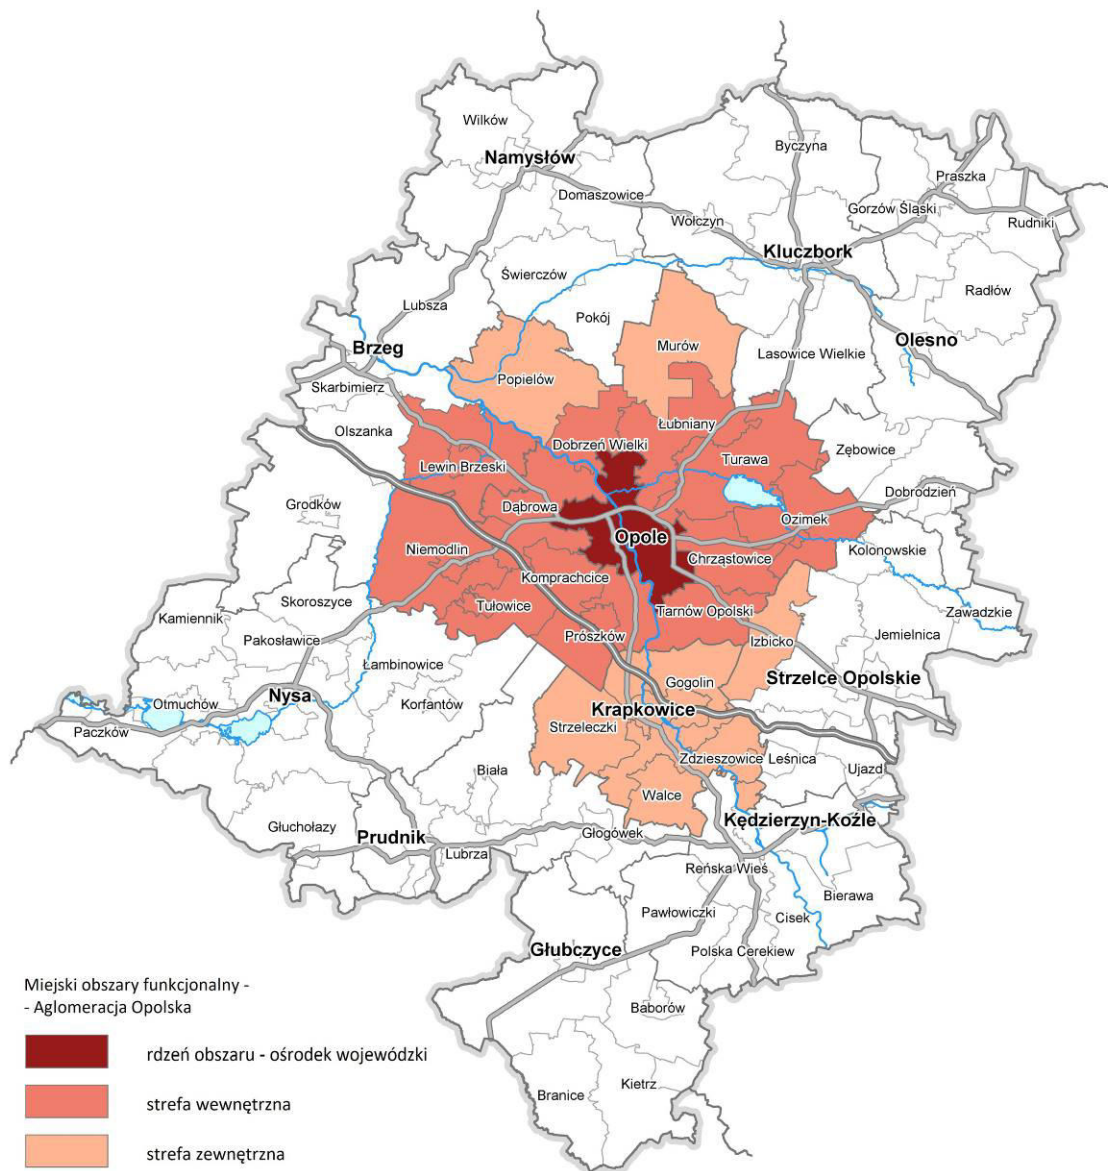 Wilków
Byczyna
Namysłów
Praszka
Domaszowice
Gorzów Śląski
Wołczyn
Rudniki
Kluczbork
Świerczów
Radłów
Lubsza
Pokój
Olesno
Murów
Brzeg
Lasowice Wielkie
Popielów
Skarbimierz
Łubniany
Olszanka
Dobrzeń Wielki
Zębowice
Turawa
Lewin Brzeski
Dobrodzień
Grodków
Dąbrowa
Ozimek
Opole
Niemodlin
Kolonowskie
Chrząstowice
Komprachcice
Skoroszyce
Tułowice
Tarnów Opolski
Zawadzkie
Kamiennik
Prószków
Izbicko
Jemielnica
Pakosławice
Łambinowice
Strzelce Opolskie
Gogolin
Nysa
Otmuchów
Korfantów
Krapkowice
Paczków
Strzeleczki
Zdzieszowice
Leśnica
Ujazd
Biała
Walce
Kędzierzyn-Koźle
Głuchołazy
Prudnik
Głogówek
Lubrza
Reńska Wieś
Bierawa
Pawłowiczki
Cisek
Głubczyce
Polska Cerekiew
Miejski obszary funkcjonalny -
- Aglomeracja Opolska
Baborów
rdzeń obszaru - ośrodek wojewódzki
Kietrz
Branice
strefa wewnętrzna
strefa zewnętrzna